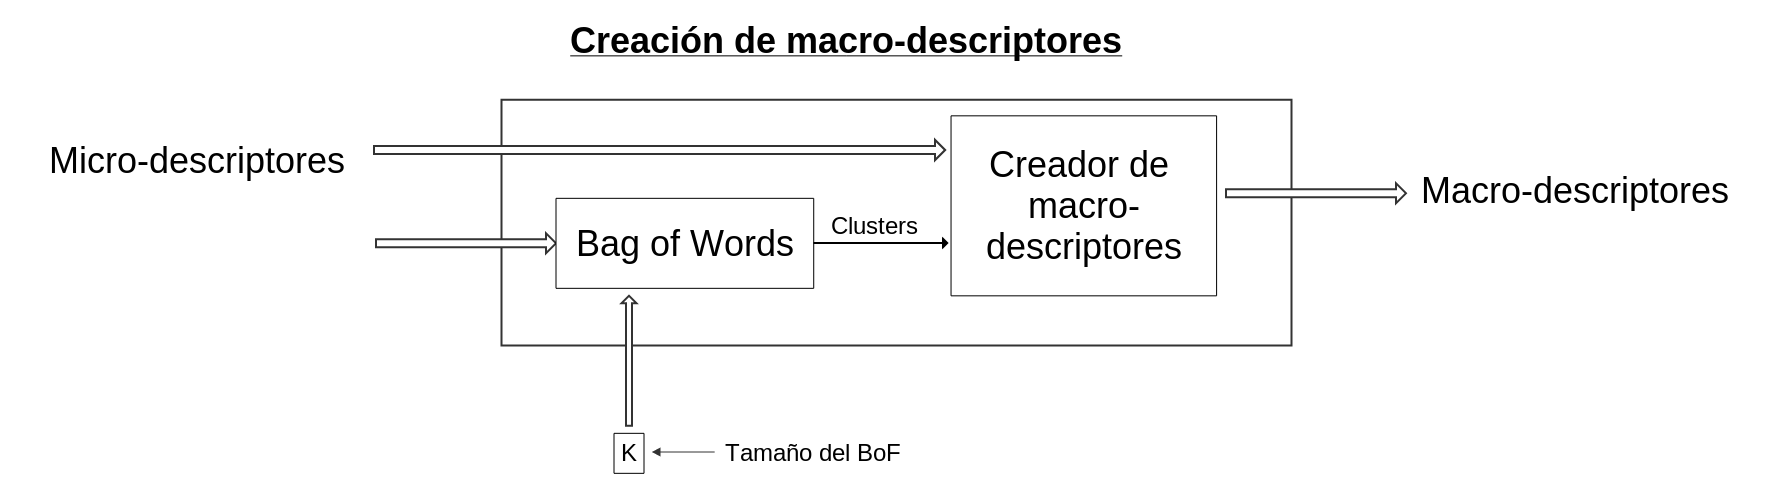 Creación de macro-descriptores
Micro-descriptores
Creador de
macro-
descriptores
Macro-descriptores
Bag of Words
Clusters
K
Tamaño del BoF